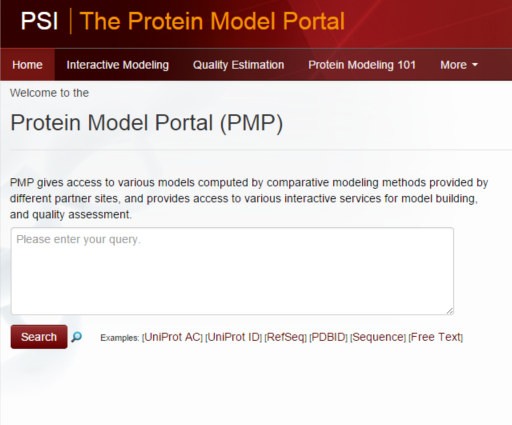 PSI | The Protein Model Portal
Home Interactive Modeling Quality Estimation Protein Modeling 101 More
Welcome to the
Protein Model Portal (PMP)
PMP gives access to various models computed by comparative modeling methods provided by
different partner sites, and provides access to various interactive services for model building,
and quality assessment.
Please enter your query.
Search Examples: [UniProt AC] [UniProt ID] [RefSeq] [PDBID] [Sequence] [Free Text]